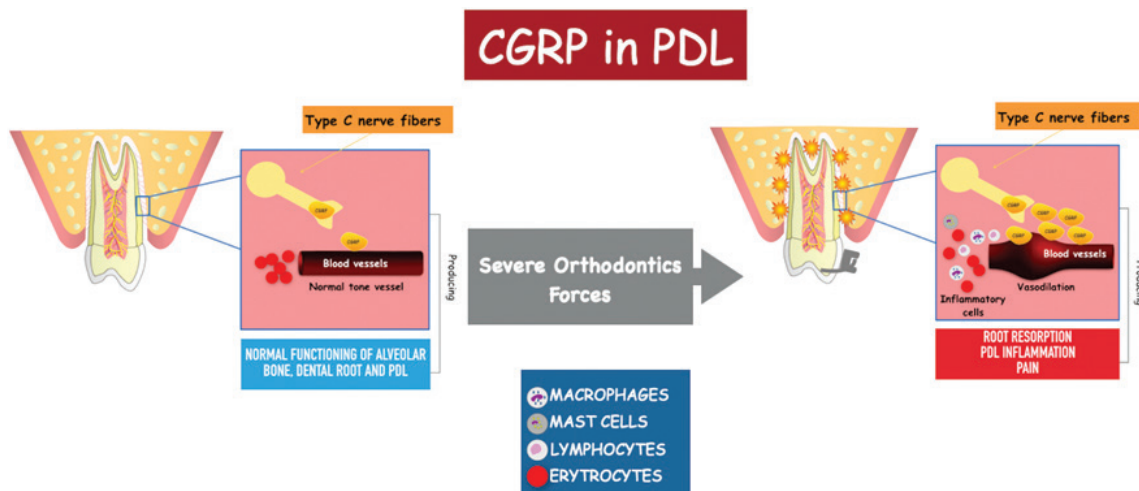 CGRP in PDL
Type C nerve fibers
CGRP
CGRP
Blood vessels
Normal tone vessel
Producing
NORMAL FUNCTIONING OF ALVEOLAR
BONE, DENTAL ROOT AND PDL
Severe Orthodontics
Forces
Type C nerve fibers
CGRP
CGRP
CGRP
CGRP
CGRP
CGRP
CGRP
Blood vessels
Vasodilation
Inflammatory
cells
Producing
ROOT RESORPTION
PDL INFLAMMATION
PAIN
MACROPHAGES
MAST CELLS
LYMPHOCYTES
ERYTROCYTES